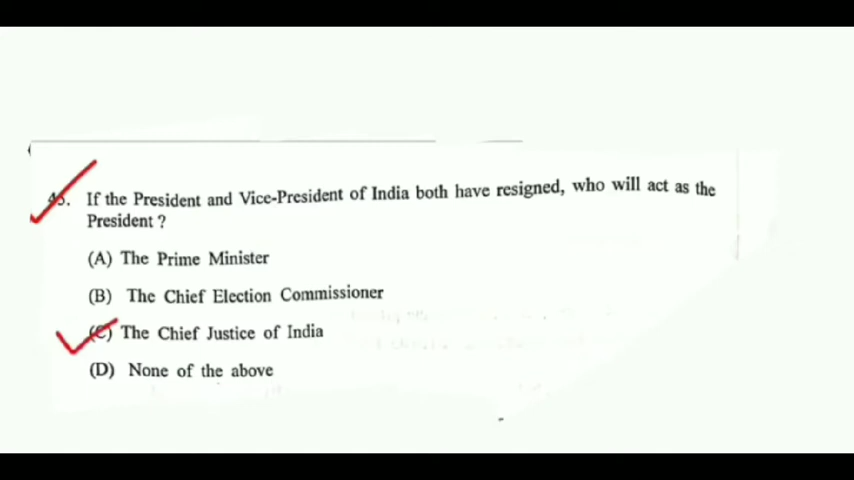 45. If the President and Vice-President of India both have resigned, who will act as the
President ?
(A) The Prime Minister
(B) The Chief Election Commissioner
(C) The Chief Justice of India
(D) None of the above